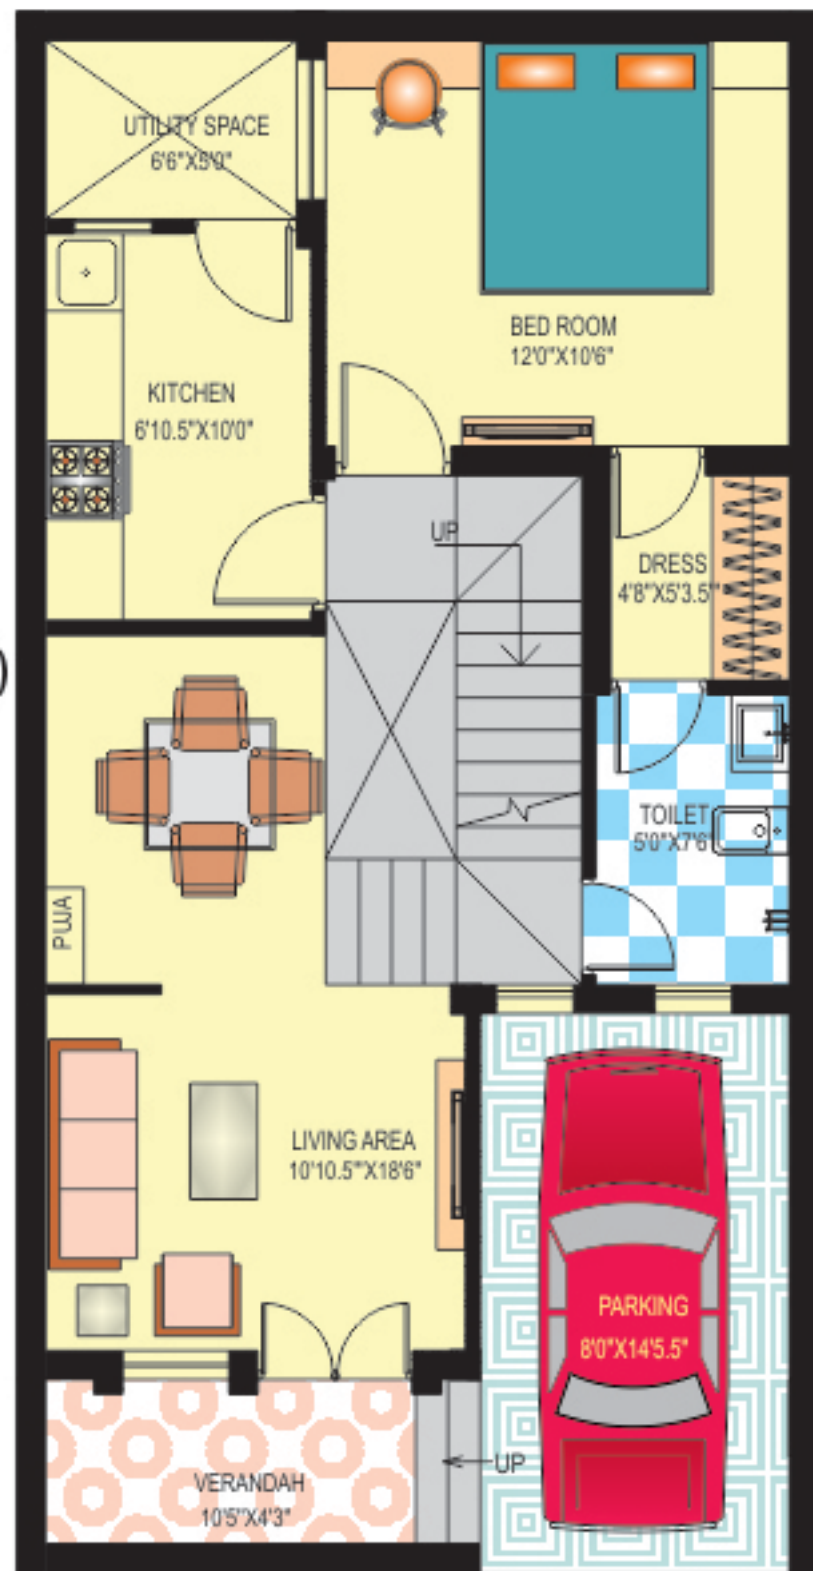 UTILITY SPACE
6'6"X5'0"
BED ROOM
12'0"X10'6"
KITCHEN
6'10.5"X10'0"
UP
DRESS
4'8"X5'3.5"
)
TOILET
5'0"X7'6"
PUJA
LIVING AREA
10'10.5"X18'6"
PARKING
8'0"X14'5.5"
UP
VERANDAH
10'5"X4'3"